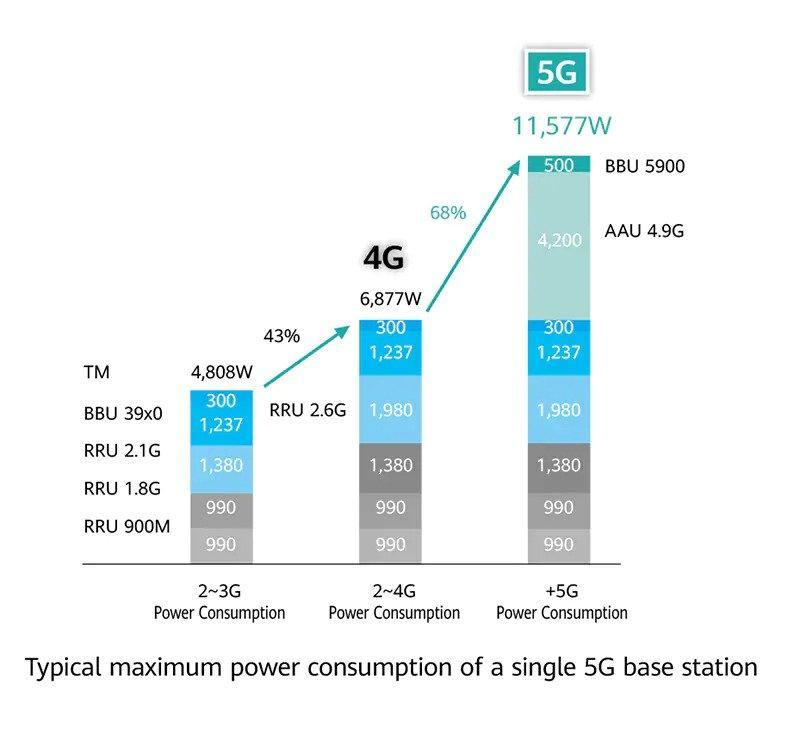 5G
11,577W
500 BBU 5900
68%
4,200 AAU 4.9G
4G
6,877W
300
300
43%
1,237
1,237
TM
4,808W
300
BBU 39x0
1,237
RRU 2.6G
1,980
1,980
RRU 2.1G
1,380
1,380
1,380
RRU 1.8G
990
990
990
RRU 900M
990
990
990
2~3G
Power Consumption
2~4G
Power Consumption
+5G
Power Consumption
Typical maximum power consumption of a single 5G base station